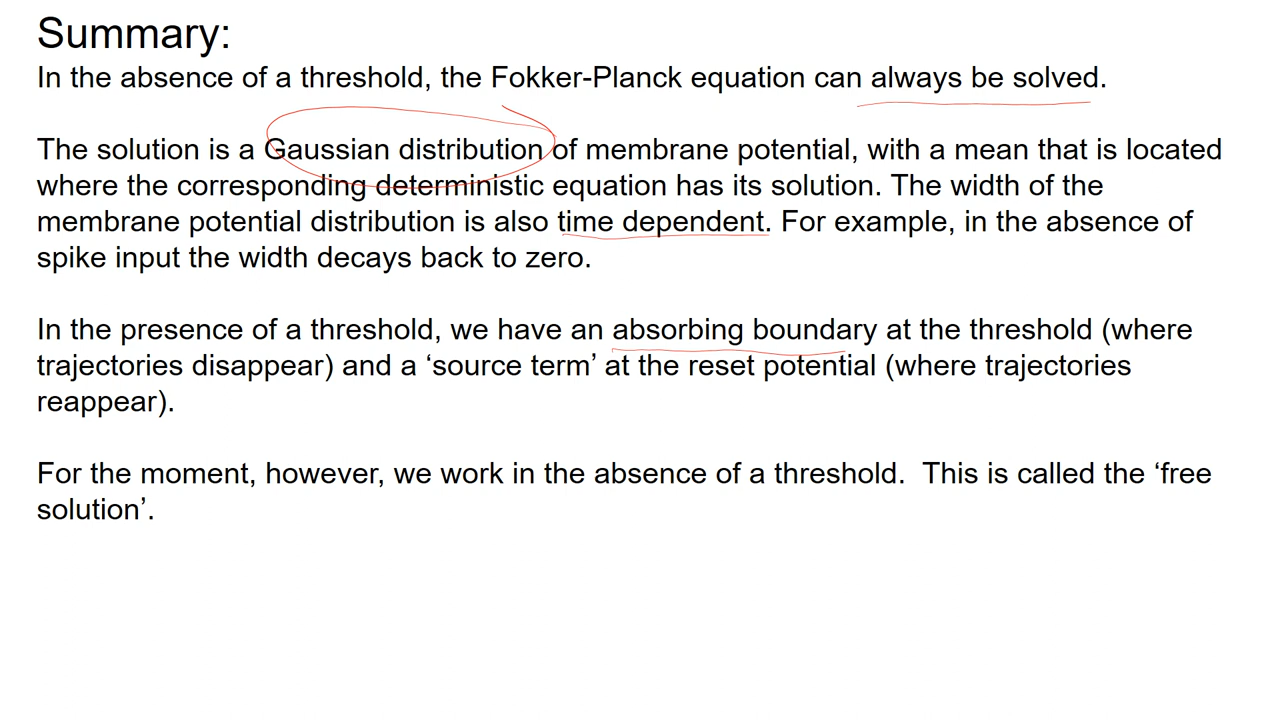 Summary:
In the absence of a threshold, the Fokker-Planck equation can always be solved.
The solution is a Gaussian distribution of membrane potential, with a mean that is located
where the corresponding deterministic equation has its solution. The width of the
membrane potential distribution is also time dependent. For example, in the absence of
spike input the width decays back to zero.
In the presence of a threshold, we have an absorbing boundary at the threshold (where
trajectories disappear) and a ‘source term’ at the reset potential (where trajectories
reappear).
For the moment, however, we work in the absence of a threshold.  This is called the ‘free
solution’.